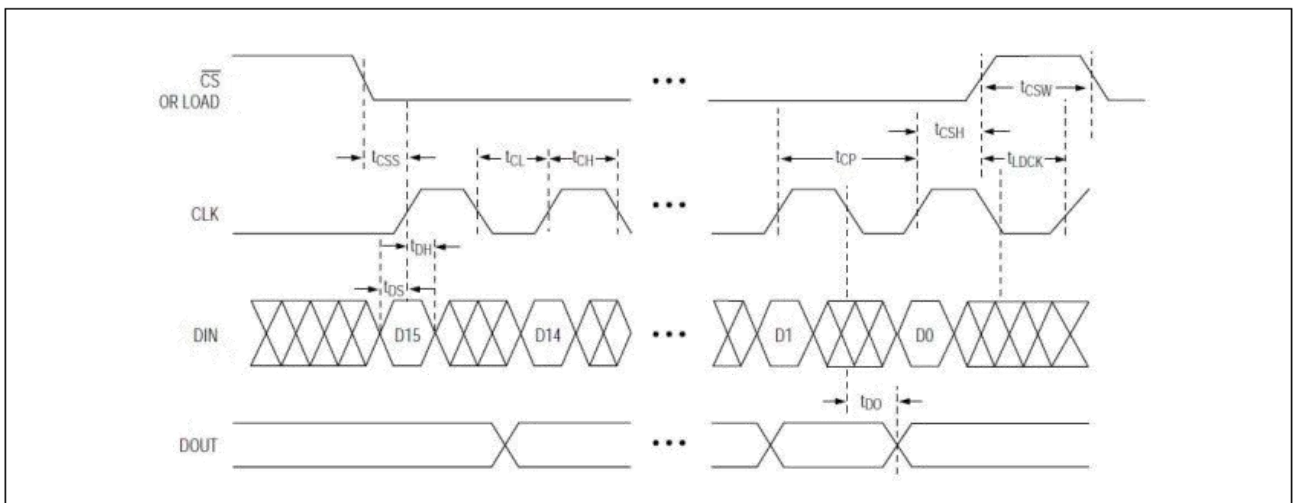 CS
OR LOAD
tCSW
tCSH
tCSS
tCL
tCH
tCP
tLDCK
CLK
tDH
tDS
DIN
D15
D14
D1
D0
tDO
DOUT